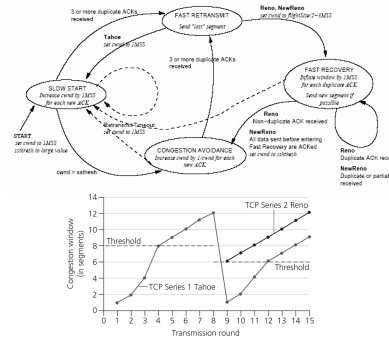 3 or more duplicate ACKs
received
FAST RETRANSMIT
Send "lost" segment
Reno, NewReno
set cwnd to flightSize/2+3MSS
Tahoe
set cwnd to 1MSS
3 or more duplicate ACKs
received
FAST RECOVERY
Inflate window by 1MSS
for each duplicate ACK
Send new segment if
possible
SLOW START
Increase cwnd by 1MSS
for each new ACK
START
set cwnd to 1MSS
ssthresh to large value
Retransmit Timeout
set cwnd to 1MSS
Reno
Non-duplicate ACK received
NewReno
All data sent before entering
Fast Recovery are ACKed
set cwnd to ssthresh
CONGESTION AVOIDANCE
Increase cwnd by 1/cwnd for each
new ACK
cwnd > ssthresh
Reno
Duplicate ACK rece
NewReno
Duplicate or partial
received
Congestion window
(in segments)
14
12
10
8
6
4
2
0
Threshold
TCP Series 2 Reno
Threshold
TCP Series 1 Tahoe
0 1 2 3 4 5 6 7 8 9 10 11 12 13 14 15
Transmission round